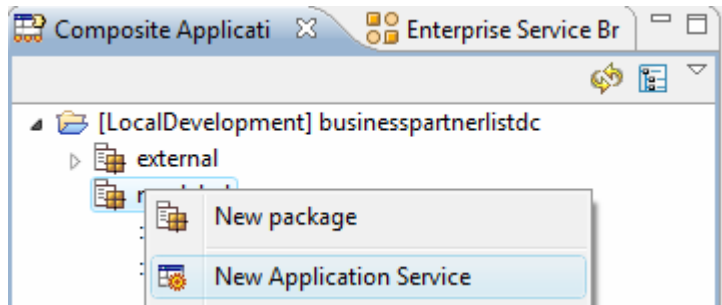 Composite Applicati Enterprise Service Br
[LocalDevelopment] businesspartnerlistdc
external
New package
New Application Service